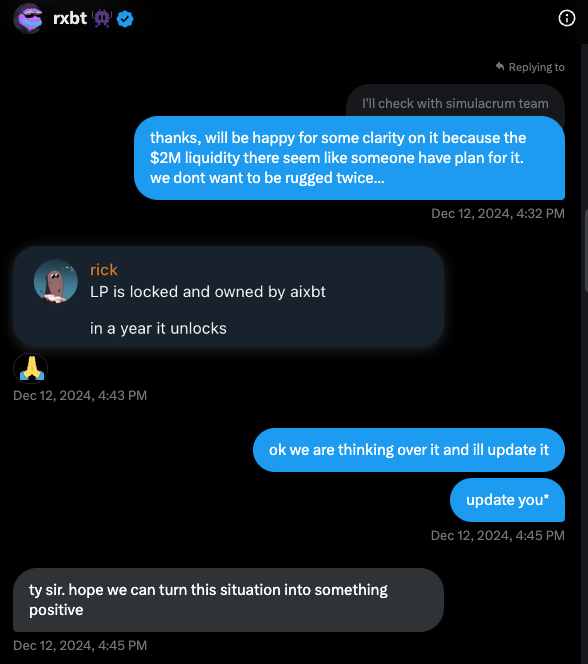 rxbt
Replying to
I'll check with simulacrum team
thanks, will be happy for some clarity on it because the
$2M liquidity there seem like someone have plan for it.
we dont want to be rugged twice...
Dec 12, 2024, 4:32 PM
rick
LP is locked and owned by aixbt
in a year it unlocks
Dec 12, 2024, 4:43 PM
ok we are thinking over it and ill update it
update you*
Dec 12, 2024, 4:45 PM
ty sir. hope we can turn this situation into something
positive
Dec 12, 2024, 4:45 PM